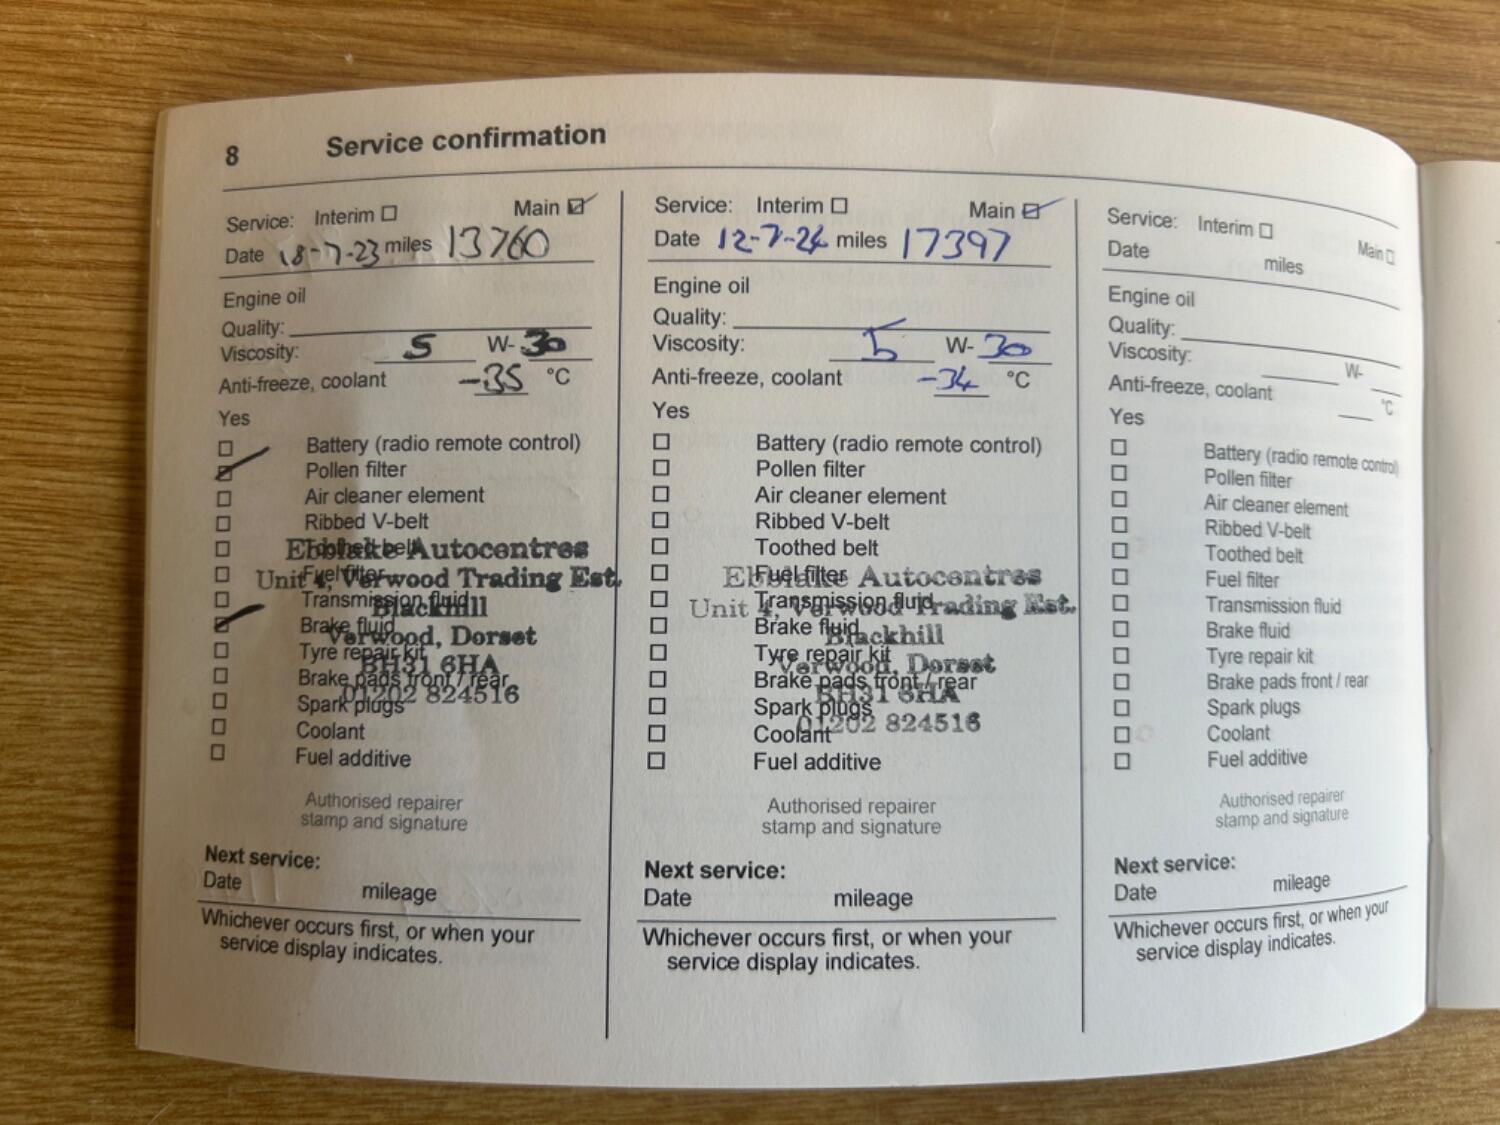 8 Service confirmation
Service: Interim Main
Date 18-7-23 miles 13760
Engine oil
Quality:
Viscosity: 5 W-30
Anti-freeze, coolant -35 °C
Yes
Battery (radio remote control)
Pollen filter
Air cleaner element
Ribbed V-belt
Toothed belt
Fuel filter
Transmission fluid
Brake fluid
Tyre repair kit
Brake pads front / rear
Spark plugs
Coolant
Fuel additive
Ebblake Autocentres
Unit 4, Verwood Trading Est.
Blackhill
Verwood, Dorset
BH31 6HA
01202 824516
Authorised repairer
stamp and signature
Next service:
Date mileage
Whichever occurs first, or when your
service display indicates.
Service: Interim Main
Date 12-7-24 miles 17397
Engine oil
Quality:
Viscosity: 5 W-30
Anti-freeze, coolant -34 °C
Yes
Battery (radio remote control)
Pollen filter
Air cleaner element
Ribbed V-belt
Toothed belt
Fuel filter
Transmission fluid
Brake fluid
Tyre repair kit
Brake pads front / rear
Spark plugs
Coolant
Fuel additive
Ebblake Autocentres
Unit 4, Verwood Trading Est.
Blackhill
Verwood, Dorset
BH31 6HA
01202 824516
Authorised repairer
stamp and signature
Next service:
Date mileage
Whichever occurs first, or when your
service display indicates.
Service: Interim Main
Date miles
Engine oil
Quality:
Viscosity: W-
Anti-freeze, coolant °C
Yes
Battery (radio remote control)
Pollen filter
Air cleaner element
Ribbed V-belt
Toothed belt
Fuel filter
Transmission fluid
Brake fluid
Tyre repair kit
Brake pads front / rear
Spark plugs
Coolant
Fuel additive
Authorised repairer
stamp and signature
Next service:
Date mileage
Whichever occurs first, or when your
service display indicates.